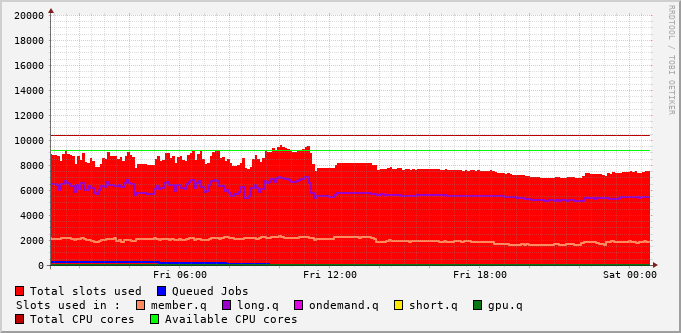 20000
18000
16000
14000
12000
10000
8000
6000
4000
2000
0
Fri 06:00 Fri 12:00 Fri 18:00 Sat 00:00
Total slots used Queued Jobs
Slots used in : member.q long.q ondemand.q short.q gpu.q
Total CPU cores Available CPU cores
RRDTOOL / TOBI OETIKER